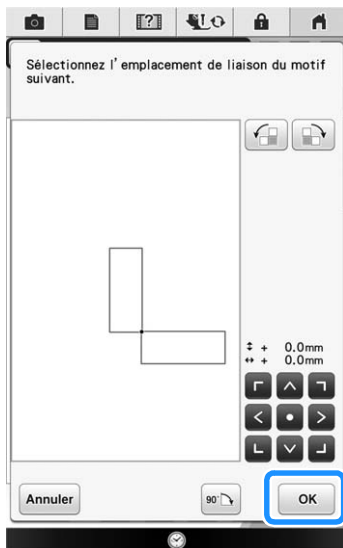 [?]
Sélectionnez l'emplacement de liaison du motif
suivant.
↕ + 0.0mm
↔ + 0.0mm
Annuler
90°
OK